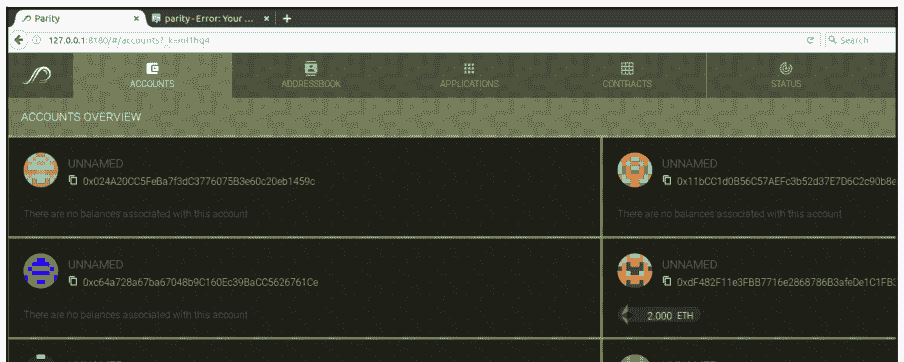 Parity
parity - Error: Your ...
127.0.0.1:8180/#/accounts?
Search
ACCOUNTS
ADDRESSBOOK
APPLICATIONS
CONTRACTS
STATUS
ACCOUNTS OVERVIEW
UNNAMED
0x024A20CC5FeBa7f3dC3776075B3e60c20eb1459c
There are no balances associated with this account
UNNAMED
0x11bCC1d0B56C57AEFc3b52d37E7D6C2c90b8e
There are no balances associated with this account
UNNAMED
0xc64a728a67ba67048b9C160Ec39BaCC5626761Ce
There are no balances associated with this account
UNNAMED
0xdF482F11e3FBB7716e2868786B3afeDe1C1FB
2.000 ETH
UNNAMED